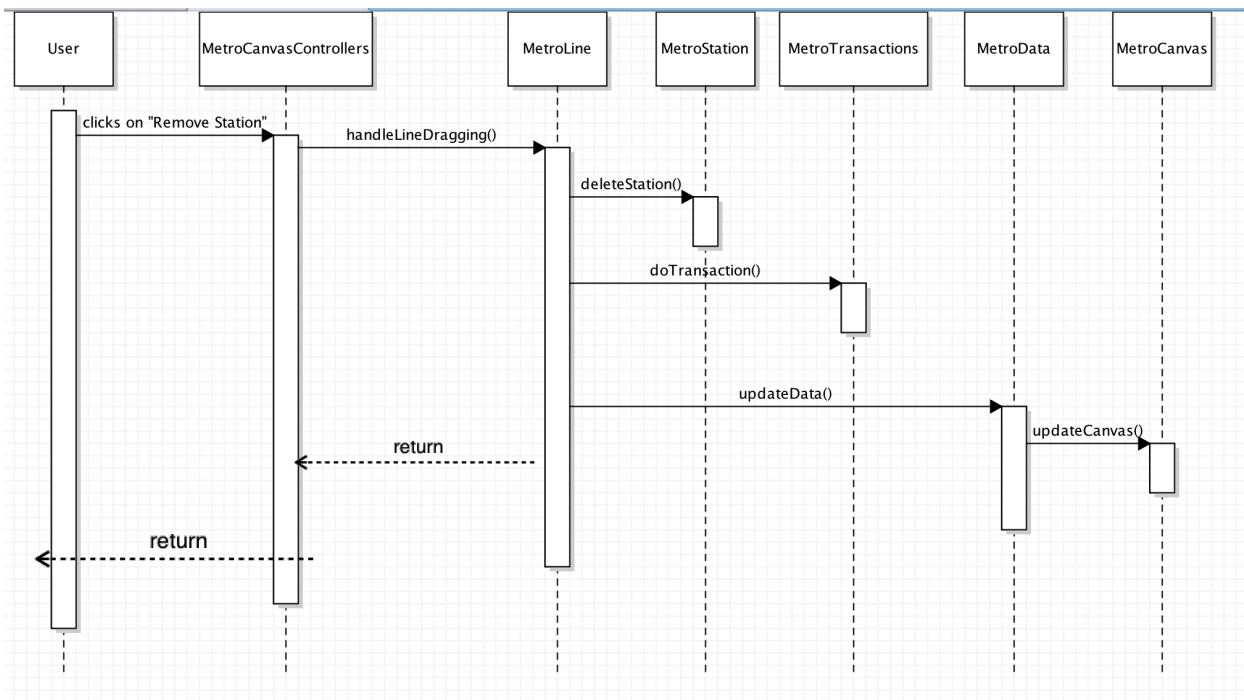 User
MetroCanvasControllers
MetroLine
MetroStation
MetroTransactions
MetroData
MetroCanvas
clicks on "Remove Station"
handleLineDragging()
deleteStation()
doTransaction()
updateData()
updateCanvas()
return
return